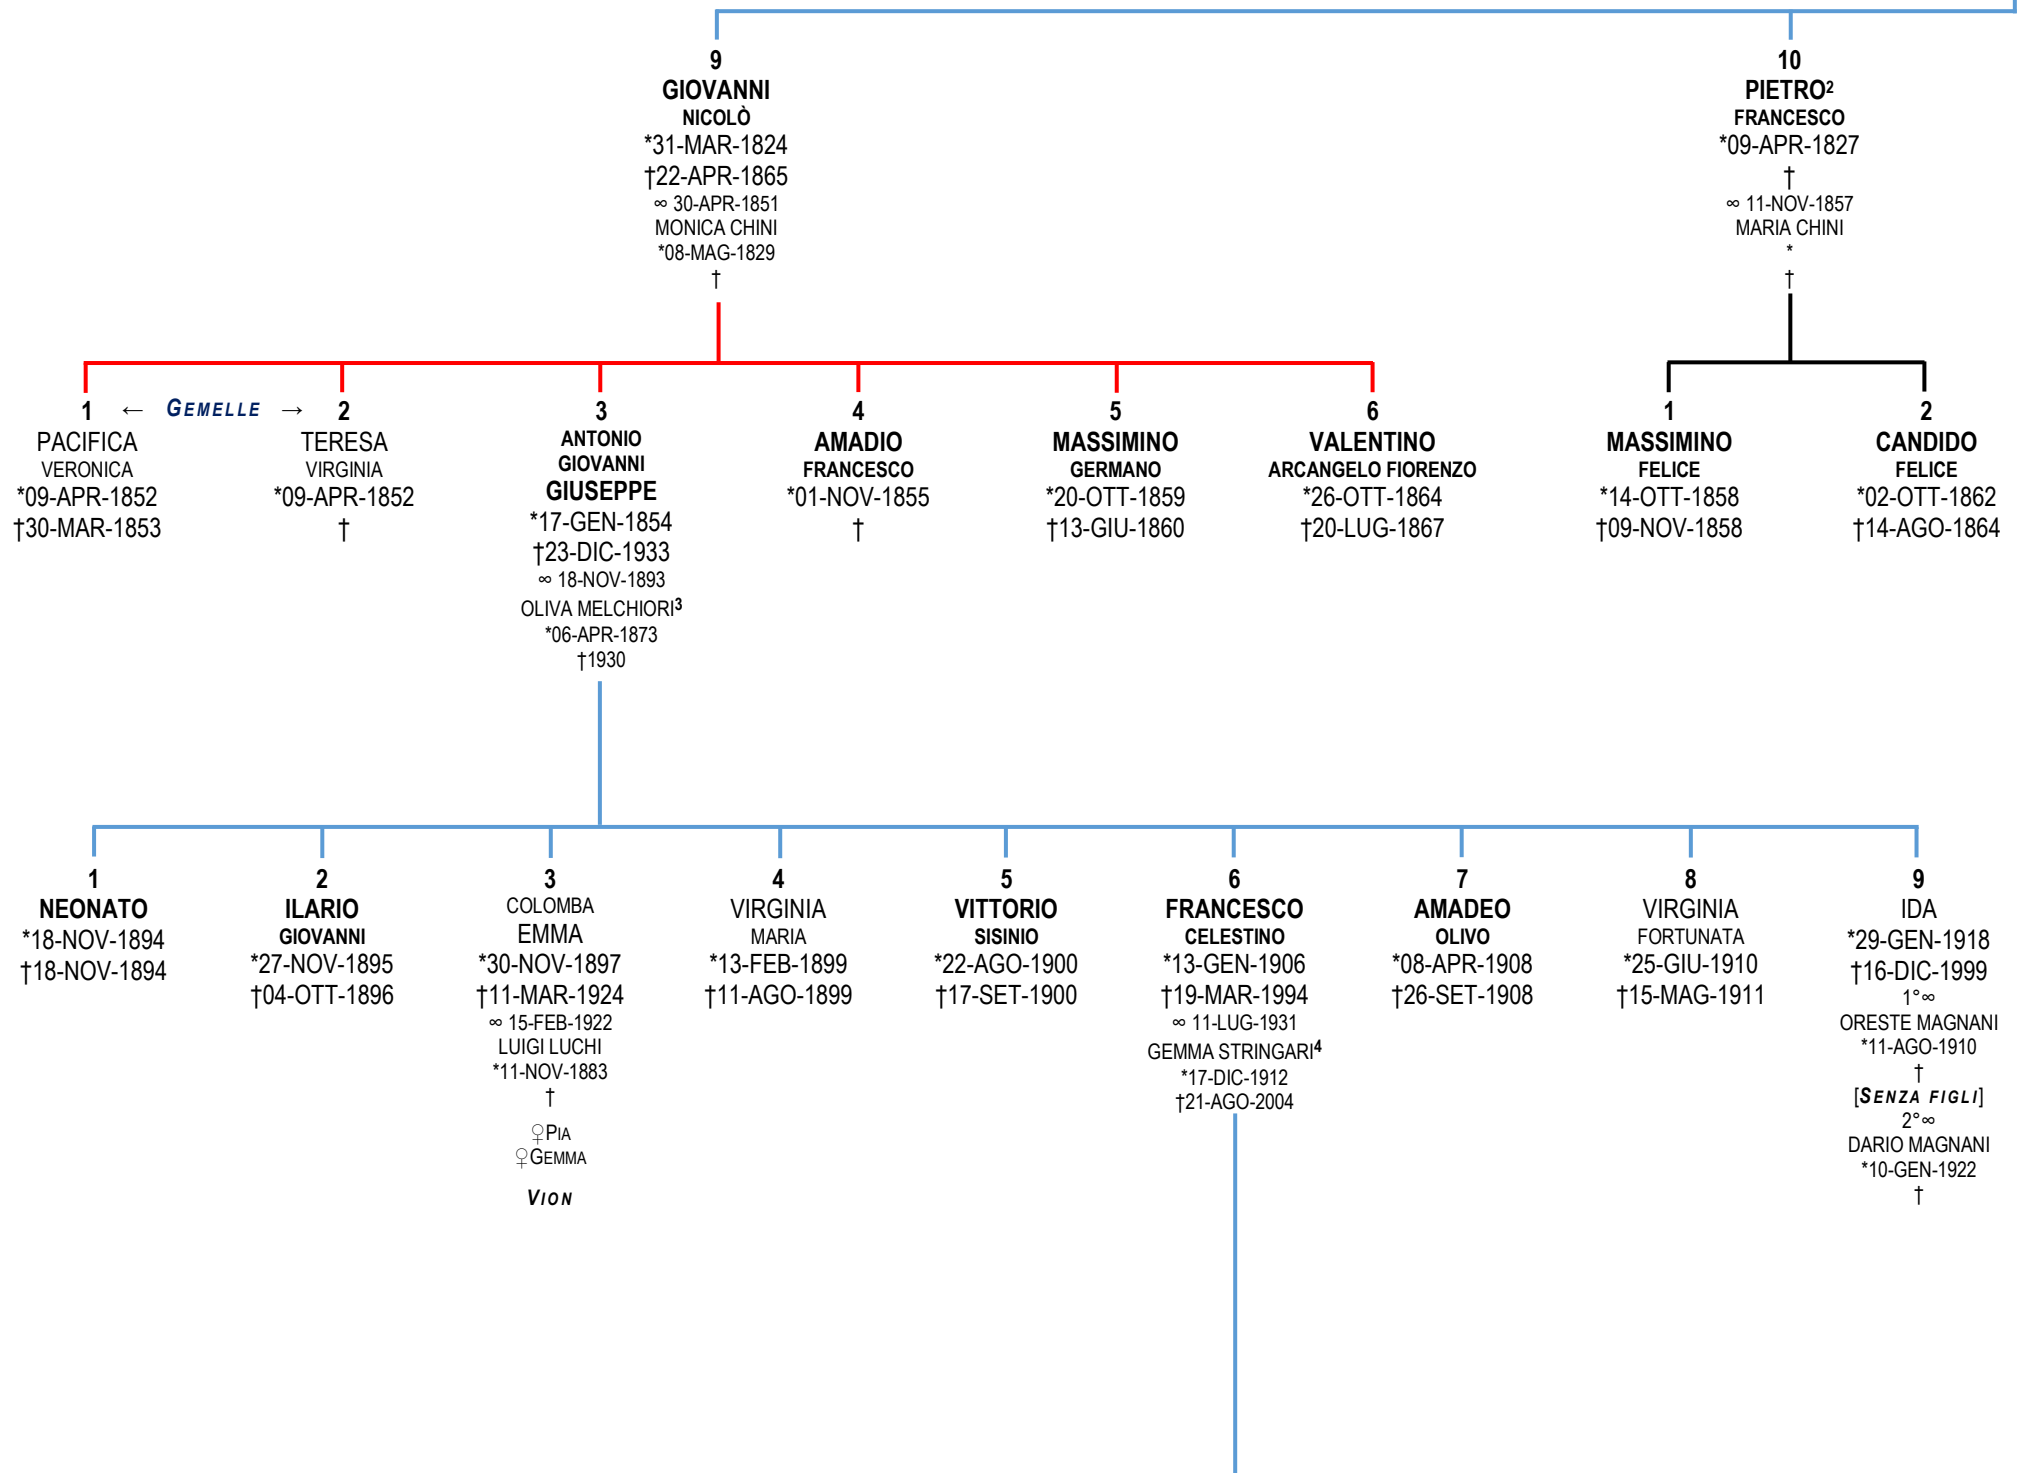 9
GIOVANNI
NICOLÒ
*31-MAR-1824
†22-APR-1865
∞ 30-APR-1851
MONICA CHINI
*08-MAG-1829
†
10
PIETRO²
FRANCESCO
*09-APR-1827
†
∞ 11-NOV-1857
MARIA CHINI
*
†
1 ← GEMELLE → 2
PACIFICA
VERONICA
*09-APR-1852
†30-MAR-1853
TERESA
VIRGINIA
*09-APR-1852
†
3
ANTONIO
GIOVANNI
GIUSEPPE
*17-GEN-1854
†23-DIC-1933
∞ 18-NOV-1893
OLIVA MELCHIORI³
*06-APR-1873
†1930
4
AMADIO
FRANCESCO
*01-NOV-1855
†
5
MASSIMINO
GERMANO
*20-OTT-1859
†13-GIU-1860
6
VALENTINO
ARCANGELO FIORENZO
*26-OTT-1864
†20-LUG-1867
1
MASSIMINO
FELICE
*14-OTT-1858
†09-NOV-1858
2
CANDIDO
FELICE
*02-OTT-1862
†14-AGO-1864
1
NEONATO
*18-NOV-1894
†18-NOV-1894
2
ILARIO
GIOVANNI
*27-NOV-1895
†04-OTT-1896
3
COLOMBA
EMMA
*30-NOV-1897
†11-MAR-1924
∞ 15-FEB-1922
LUIGI LUCHI
*11-NOV-1883
†
♀PIA
♀GEMMA
VION
4
VIRGINIA
MARIA
*13-FEB-1899
†11-AGO-1899
5
VITTORIO
SISINIO
*22-AGO-1900
†17-SET-1900
6
FRANCESCO
CELESTINO
*13-GEN-1906
†19-MAR-1994
∞ 11-LUG-1931
GEMMA STRINGARI⁴
*17-DIC-1912
†21-AGO-2004
7
AMADEO
OLIVO
*08-APR-1908
†26-SET-1908
8
VIRGINIA
FORTUNATA
*25-GIU-1910
†15-MAG-1911
9
IDA
*29-GEN-1918
†16-DIC-1999
1°∞
ORESTE MAGNANI
*11-AGO-1910
†
[SENZA FIGLI]
2°∞
DARIO MAGNANI
*10-GEN-1922
†